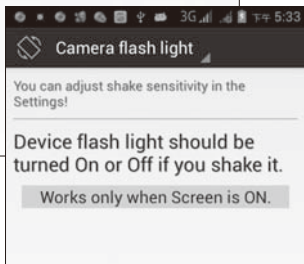 3G 下午 5:33
Camera flash light
You can adjust shake sensitivity in the
Settings!
Device flash light should be
turned On or Off if you shake it.
Works only when Screen is ON.